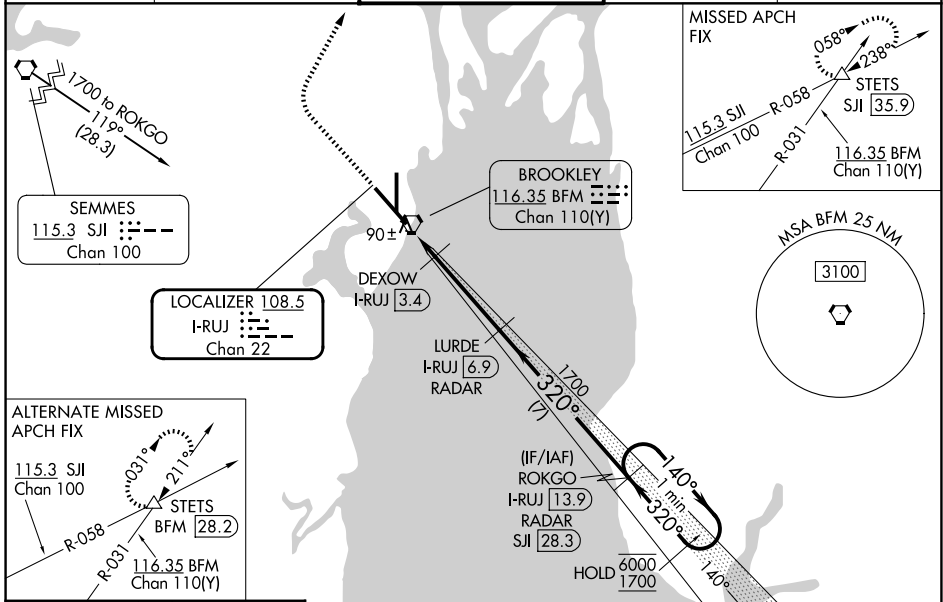 1700 to ROKGO
119°
(28.3)
SEMMES
115.3 SJI
Chan 100
LOCALIZER 108.5
I-RUJ
Chan 22
90±
BROOKLEY
116.35 BFM
Chan 110(Y)
DEXOW
I-RUJ 3.4
LURDE
I-RUJ 6.9
RADAR
1700
320°
(7)
(IF/IAF)
ROKGO
I-RUJ 13.9
RADAR
SJI 28.3
140°
1 min
320°
HOLD 6000
1700
140°
MISSED APCH
FIX
058°
238°
STETS
SJI 35.9
R-058
115.3 SJI
Chan 100
R-031
116.35 BFM
Chan 110(Y)
MSA BFM 25 NM
3100
ALTERNATE MISSED
APCH FIX
031°
211°
115.3 SJI
Chan 100
STETS
BFM 28.2
R-058
R-031
116.35 BFM
Chan 110(Y)